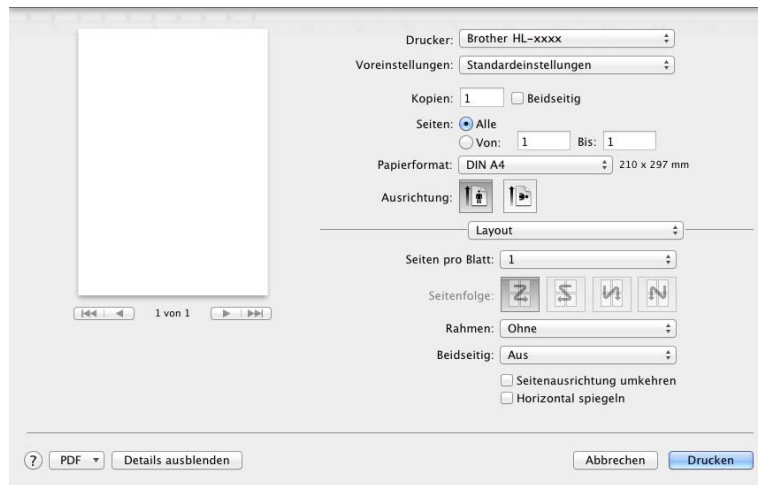 Drucker: Brother HL-xxxx
Voreinstellungen: Standardeinstellungen
Kopien: 1 Beidseitig
Seiten: Alle
Von: 1 Bis: 1
Papierformat: DIN A4 210 x 297 mm
Ausrichtung:
Layout
Seiten pro Blatt: 1
Seitenfolge:
Rahmen: Ohne
Beidseitig: Aus
Seitenausrichtung umkehren
Horizontal spiegeln
1 von 1
? PDF Details ausblenden Abbrechen Drucken